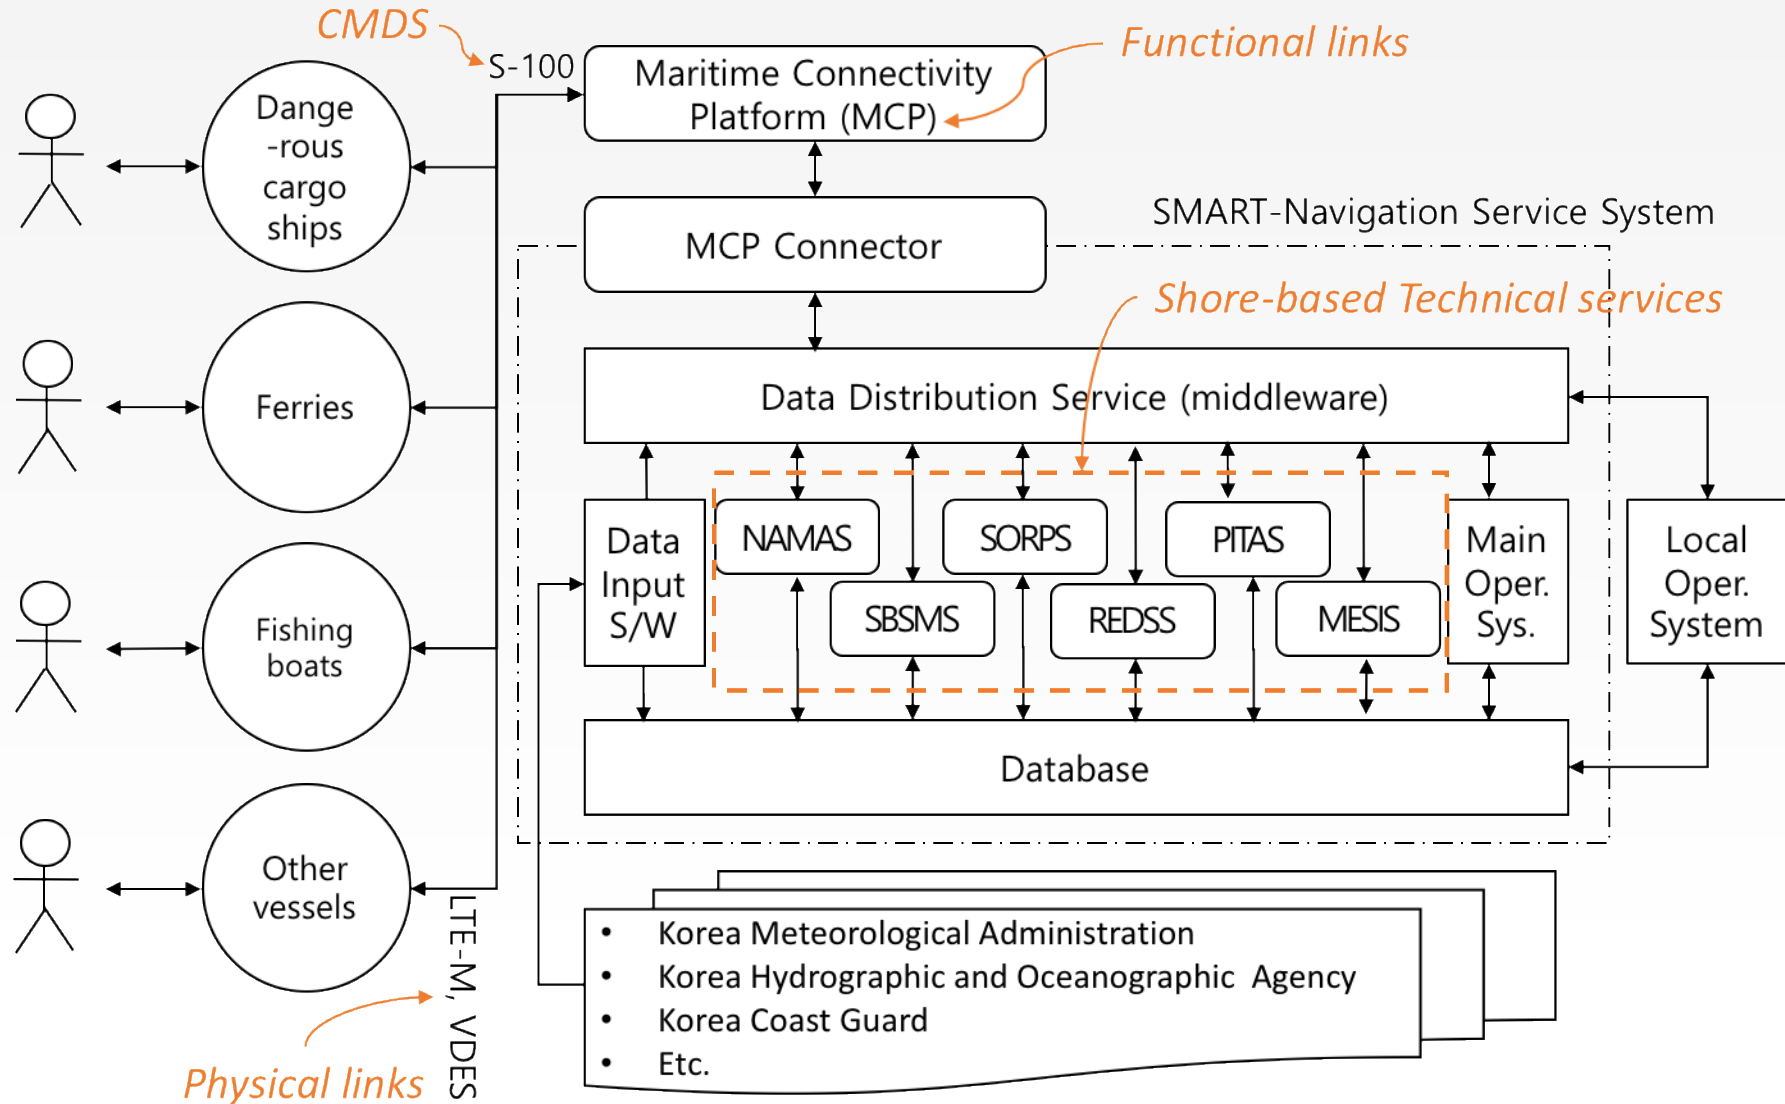 CMDS
S-100
Functional links
Maritime Connectivity
Platform (MCP)
Dange
-rous
cargo
ships
MCP Connector
SMART-Navigation Service System
Shore-based Technical services
Ferries
Data Distribution Service (middleware)
Data
Input
S/W
NAMAS
SORPS
PITAS
SBSMS
REDSS
MESIS
Main
Oper.
Sys.
Local
Oper.
System
Fishing
boats
Database
Other
vessels
LTE-M, VDES
Physical links
• Korea Meteorological Administration
• Korea Hydrographic and Oceanographic Agency
• Korea Coast Guard
• Etc.